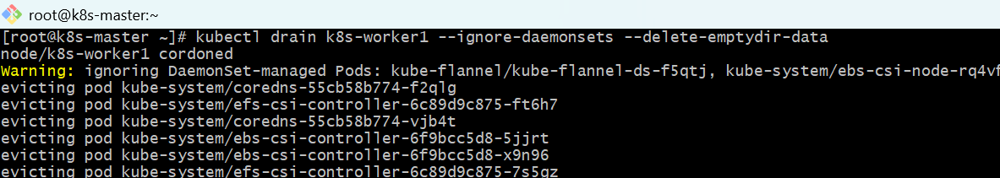 root@k8s-master:~
[root@k8s-master ~]# kubectl drain k8s-worker1 --ignore-daemonsets --delete-emptydir-data
node/k8s-worker1 cordoned
Warning: ignoring DaemonSet-managed Pods: kube-flannel/kube-flannel-ds-f5qtj, kube-system/ebs-csi-node-rq4vf
evicting pod kube-system/coredns-55cb58b774-f2qlg
evicting pod kube-system/efs-csi-controller-6c89d9c875-ft6h7
evicting pod kube-system/coredns-55cb58b774-vjb4t
evicting pod kube-system/ebs-csi-controller-6f9bcc5d8-5jjrt
evicting pod kube-system/ebs-csi-controller-6f9bcc5d8-x9n96
evicting pod kube-system/efs-csi-controller-6c89d9c875-7s5gz